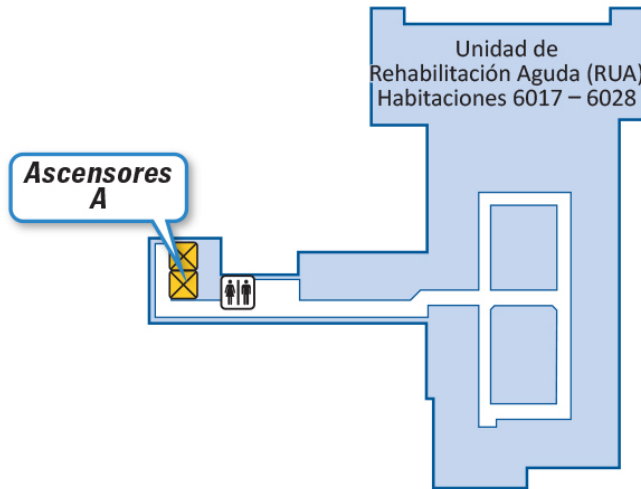 Unidad de
Rehabilitación Aguda (RUA)
Habitaciones 6017 – 6028
Ascensores
A